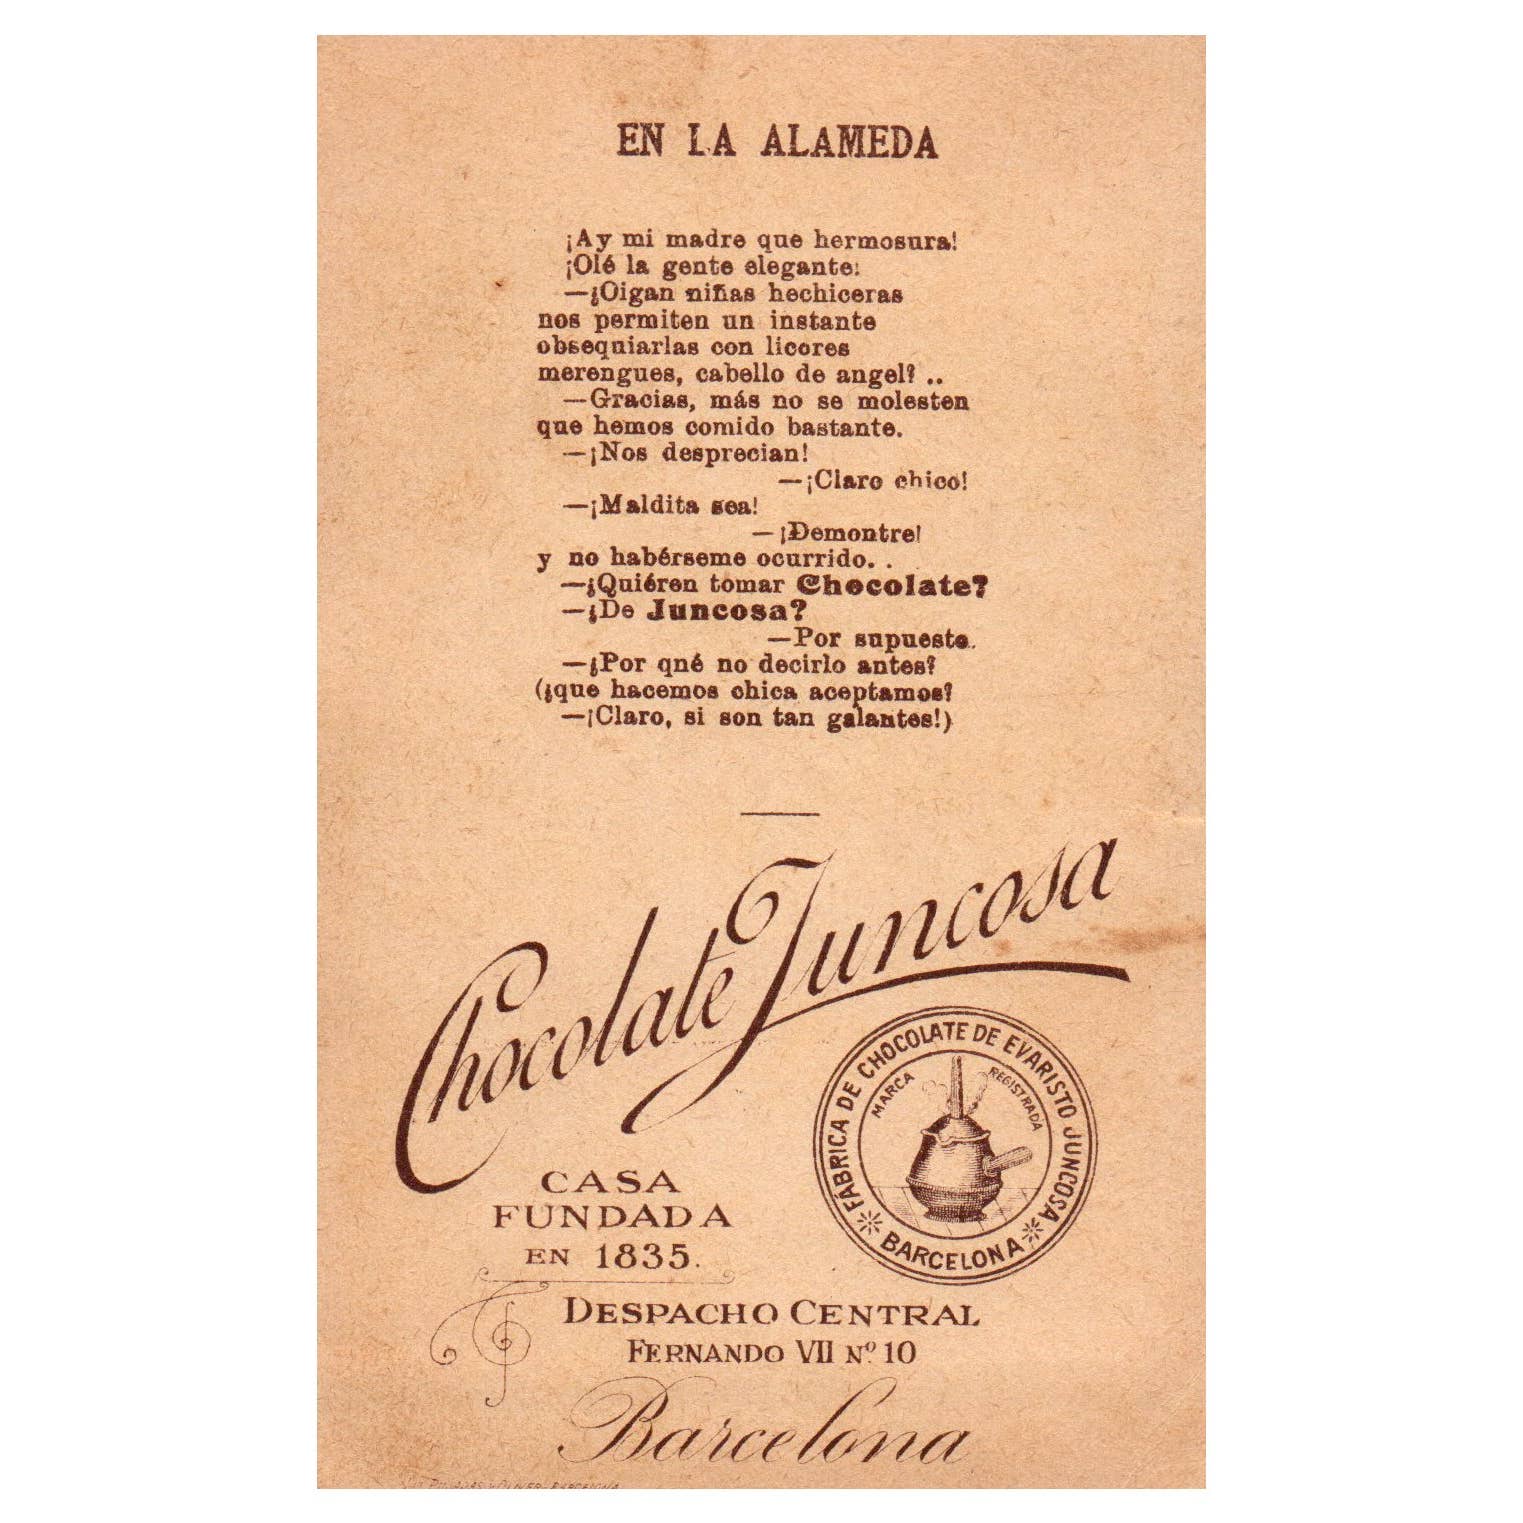 EN LA ALAMEDA
¡Ay mi madre que hermosura!
¡Olé la gente elegante!
—¿Oigan niñas hechiceras
nos permiten un instante
obsequiarlas con licores
merengues, cabello de angel? ..
—Gracias, más no se molesten
que hemos comido bastante.
—¡Nos desprecian!
—¡Claro chico!
—¡Maldita sea!
—¡Demontre!
y no habérseme ocurrido. .
—¿Quiéren tomar Chocolate?
—¿De Juncosa?
—Por supuesto.
—¿Por qné no decirlo antes?
(¿que hacemos chica aceptamos?
—¡Claro, si son tan galantes!)
Chocolate Juncosa
FÁBRICA DE CHOCOLATE DE EVARISTO JUNCOSA
MARCA REGISTRADA
BARCELONA
CASA
FUNDADA
EN 1835.
DESPACHO CENTRAL
FERNANDO VII Nº 10
Barcelona